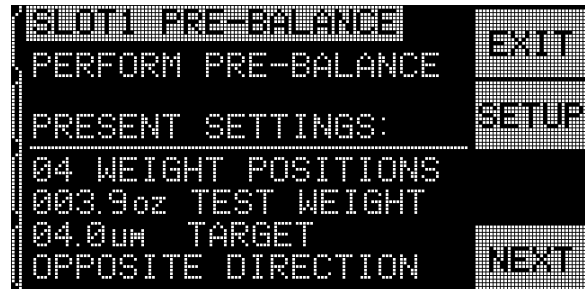 SLOT1 PRE-BALANCE
EXIT
PERFORM PRE-BALANCE
SETUP
PRESENT SETTINGS:
04 WEIGHT POSITIONS
003.9oz TEST WEIGHT
04.0um TARGET
OPPOSITE DIRECTION
NEXT